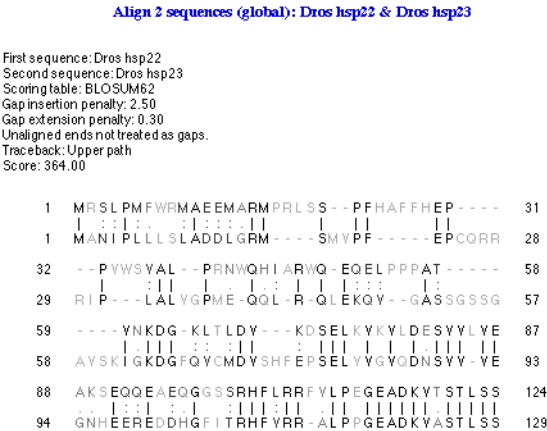 Align 2 sequences (global): Dros hsp22 & Dros hsp23
First sequence: Dros hsp22
Second sequence: Dros hsp23
Scoring table: BLOSUM62
Gap insertion penalty: 2.50
Gap extension penalty: 0.30
Unaligned ends not treated as gaps.
Traceback: Upper path
Score: 364.00
1 MRSLPMFWRMAEEMARMPRLSS--PFHAFFHEP---- 31
1 MANIPLLLSLADDLGRM----SMVPF-----EPCQRR 28
32 --PVWSVAL--PRNWQHIARWQ-EQELPPPAT----- 58
29 RIP---LALVGPME-QQL-R-QLEKQV--GASSGSSG 57
59 ----VNKDG-KLTLDV---KDSELKVKVLDESVVLVE 87
58 AVSKIGKDGFQVCMDVSHFEPSELVVGVQDNSVV-VE 93
88 AKSEQQEAEQGGSSRHFLRRFVLPEGEADKVTSTLSS 124
94 GNHEEREDDHGFITRHFVRR-ALPPGEADKVASTLSS 129